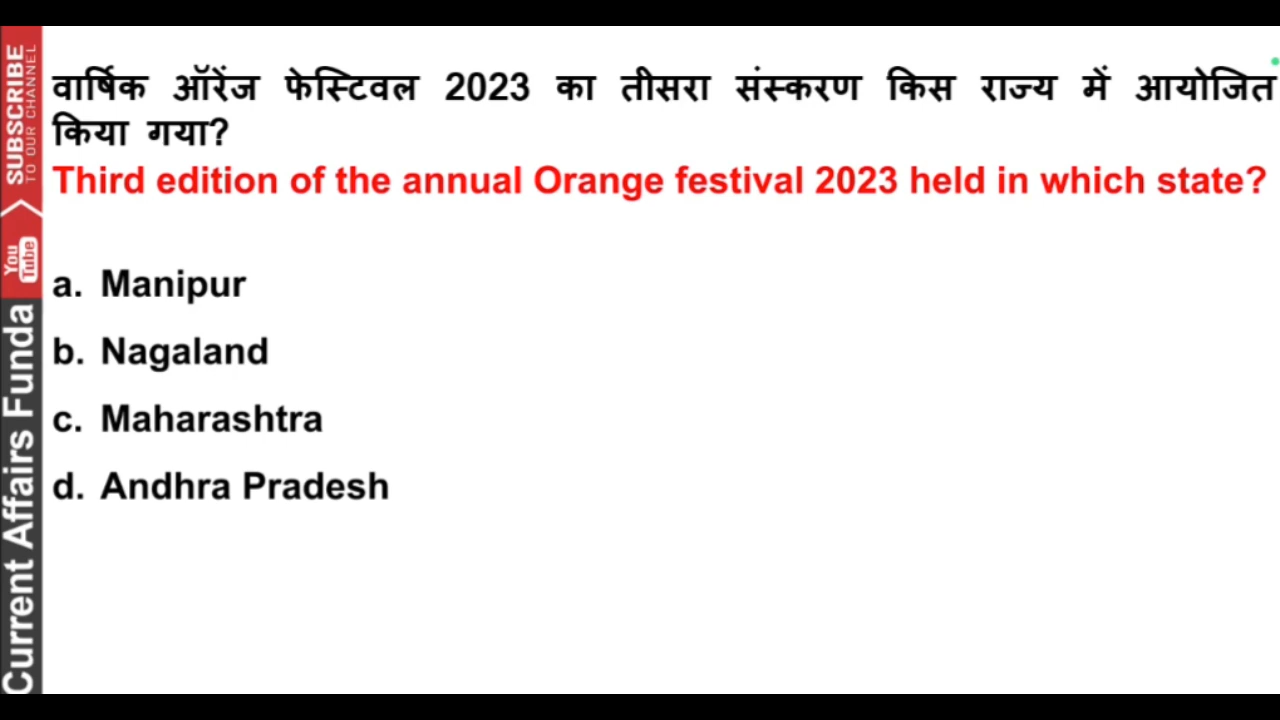 वार्षिक ऑरेंज फेस्टिवल 2023 का तीसरा संस्करण किस राज्य में आयोजित
किया गया?
Third edition of the annual Orange festival 2023 held in which state?
a. Manipur
b. Nagaland
c. Maharashtra
d. Andhra Pradesh
SUBSCRIBE
TO OUR CHANNEL
You
Tube
Current Affairs Funda